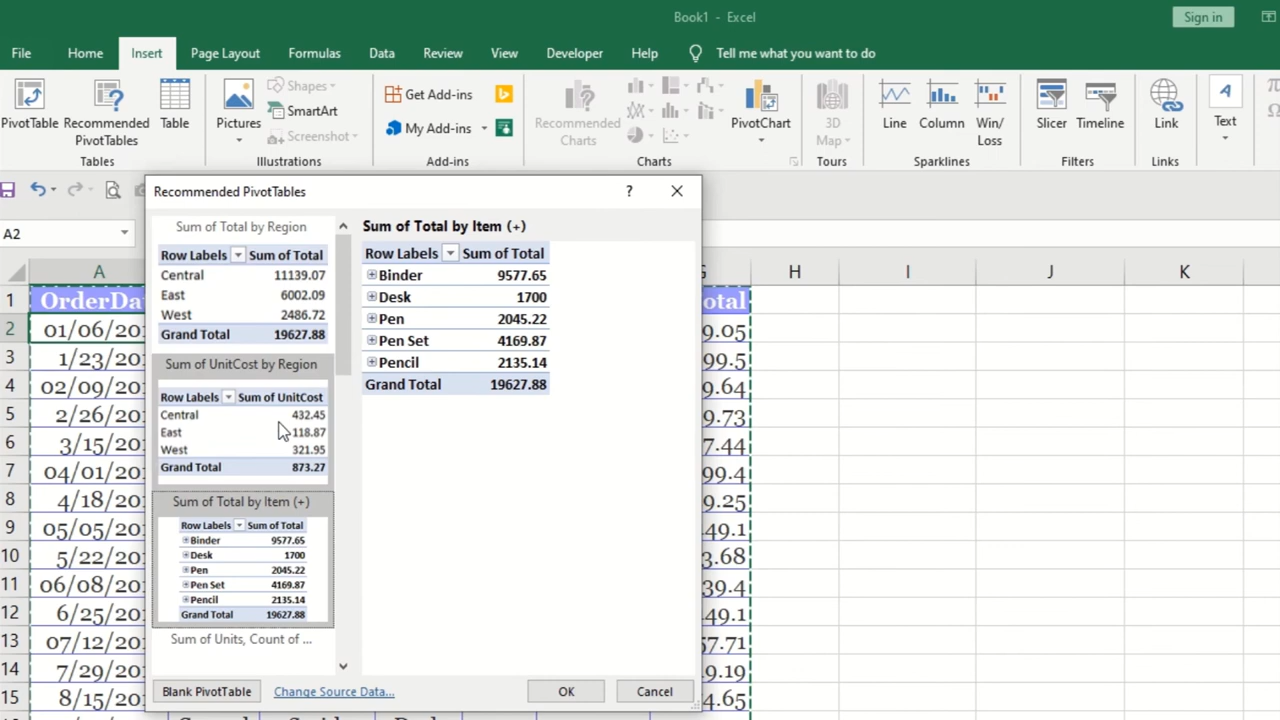 Book1 - Excel
Sign in
File Home Insert Page Layout Formulas Data Review View Developer Help Tell me what you want to do
PivotTable
Recommended
PivotTables
Table
Tables
Pictures
Shapes
SmartArt
Screenshot
Illustrations
Get Add-ins
My Add-ins
Add-ins
Recommended
Charts
PivotChart
Charts
3D
Map
Tours
Line
Column
Win/
Loss
Sparklines
Slicer
Timeline
Filters
Link
Links
Text
A2
Recommended PivotTables ?
Sum of Total by Region
Row Labels Sum of Total
Central 11139.07
East 6002.09
West 2486.72
Grand Total 19627.88
Sum of UnitCost by Region
Row Labels Sum of UnitCost
Central 432.45
East 118.87
West 321.95
Grand Total 873.27
Sum of Total by Item (+)
Row Labels Sum of Total
Binder 9577.65
Desk 1700
Pen 2045.22
Pen Set 4169.87
Pencil 2135.14
Grand Total 19627.88
Sum of Units, Count of ...
Sum of Total by Item (+)
Row Labels Sum of Total
Binder 9577.65
Desk 1700
Pen 2045.22
Pen Set 4169.87
Pencil 2135.14
Grand Total 19627.88
Blank PivotTable Change Source Data... OK Cancel
A G H I J K
1 OrderDa otal
2 01/06/20 9.05
3 1/23/20 99.5
4 02/09/20 9.64
5 2/26/20 9.73
6 3/15/20 7.44
7 04/01/20 99.4
8 4/18/20 9.25
9 05/05/20 49.1
10 5/22/20 3.68
11 06/08/20 39.4
12 6/25/20 49.1
13 07/12/20 57.71
14 7/29/20 9.19
15 8/15/20 4.65